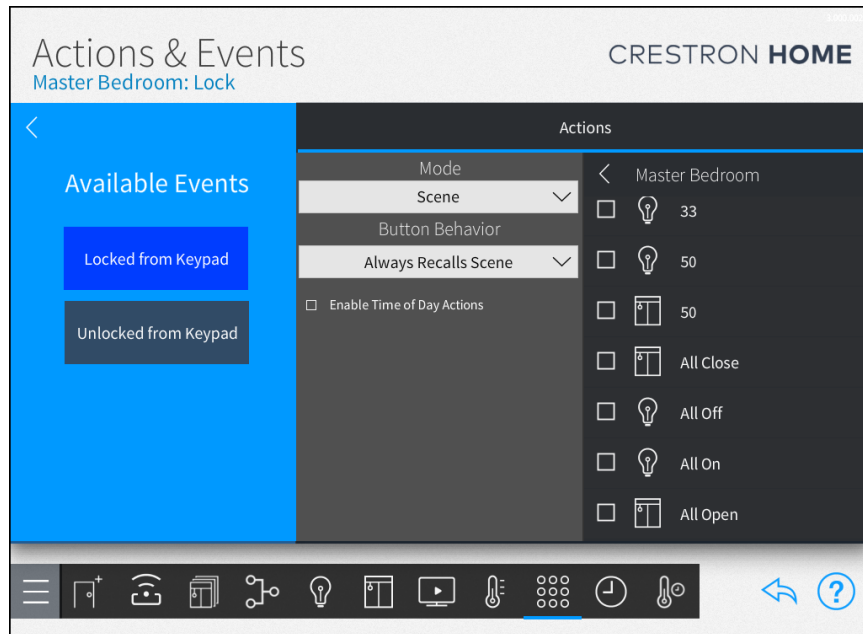 Actions & Events
CRESTRON HOME
Master Bedroom: Lock
Available Events
Locked from Keypad
Unlocked from Keypad
Actions
Mode
Scene
Button Behavior
Always Recalls Scene
Enable Time of Day Actions
Master Bedroom
33
50
50
All Close
All Off
All On
All Open
?